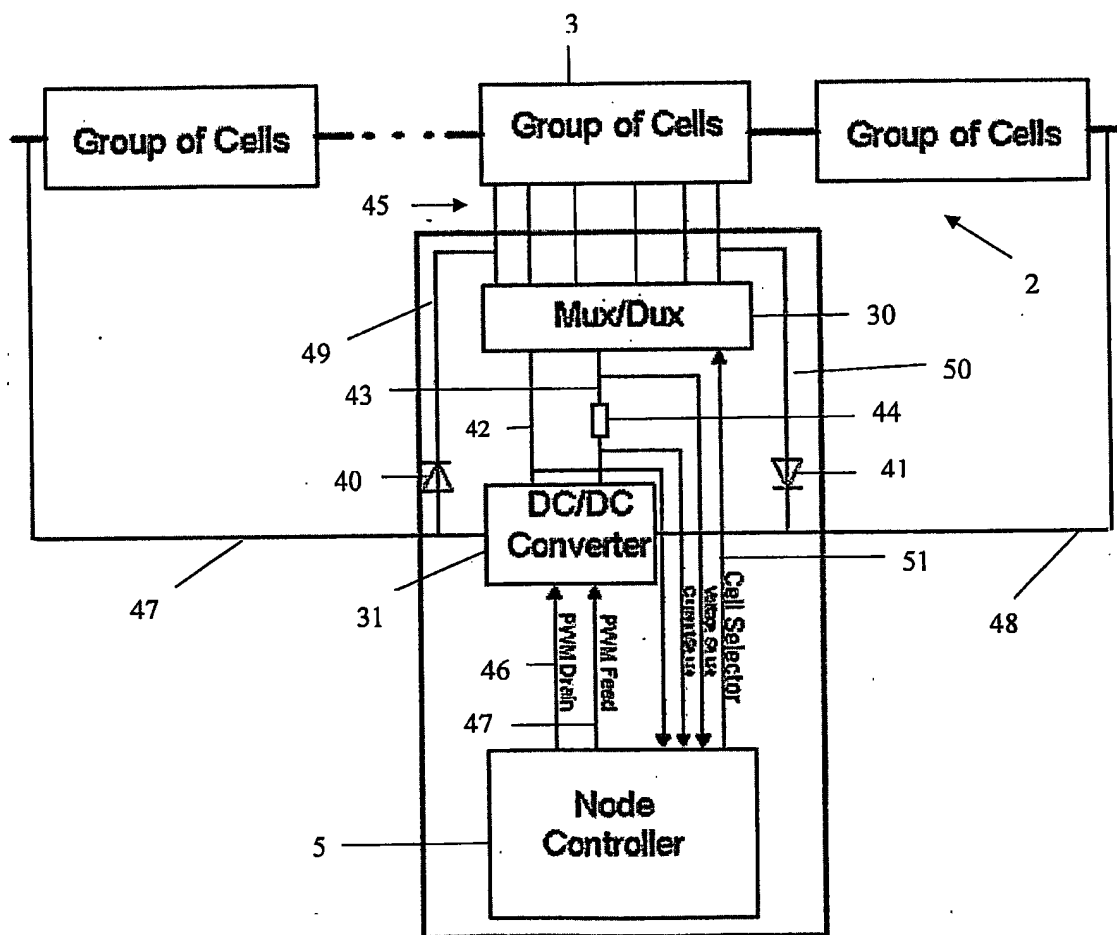 3
Group of Cells
Group of Cells
Group of Cells
45
2
Mux/Dux
30
49
50
43
42
44
40
41
DC/DC
Converter
47
31
51
48
46
PWM Drain
47
PWM Feed
Cell Selector
Node
Controller
5